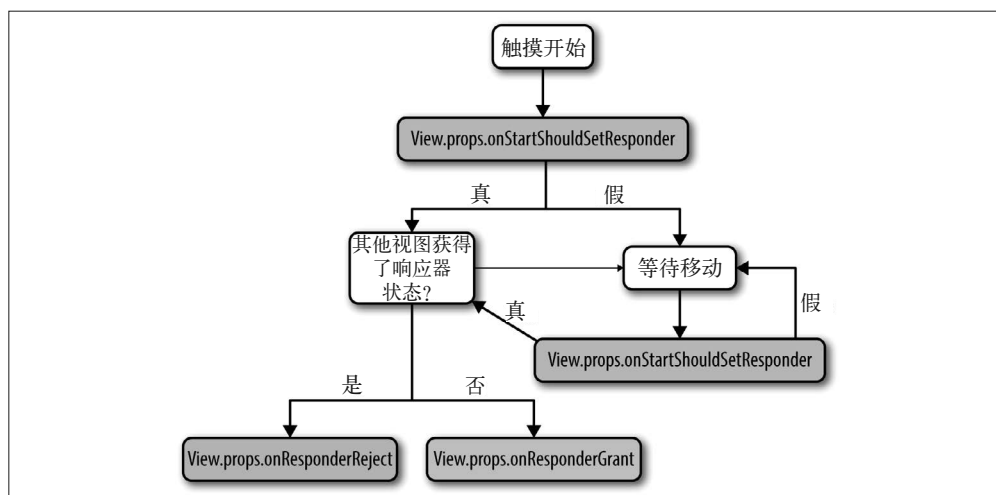 触摸开始
View.props.onStartShouldSetResponder
真
假
其他视图获得
了响应器
状态?
等待移动
真
假
View.props.onStartShouldSetResponder
是
否
View.props.onResponderReject
View.props.onResponderGrant